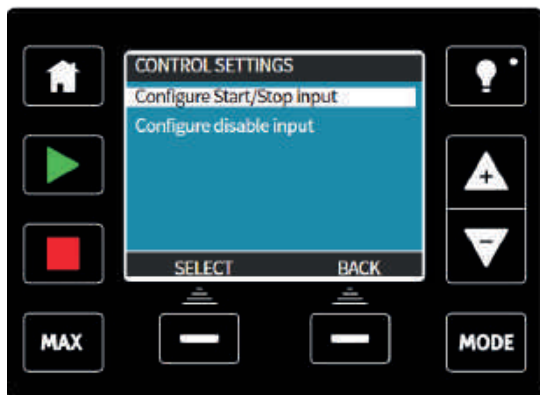 CONTROL SETTINGS
Configure Start/Stop input
Configure disable input
+
−
SELECT BACK
MAX
MODE